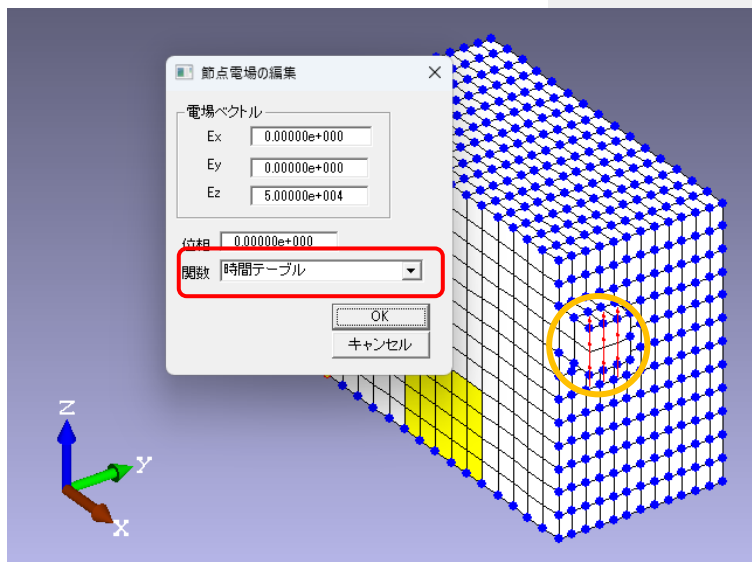 節点電場の編集
電場ベクトル
Ex 0.00000e+000
Ey 0.00000e+000
Ez 5.00000e+004
位相 0.00000e+000
関数 時間テーブル
OK
キャンセル
Z
Y
X